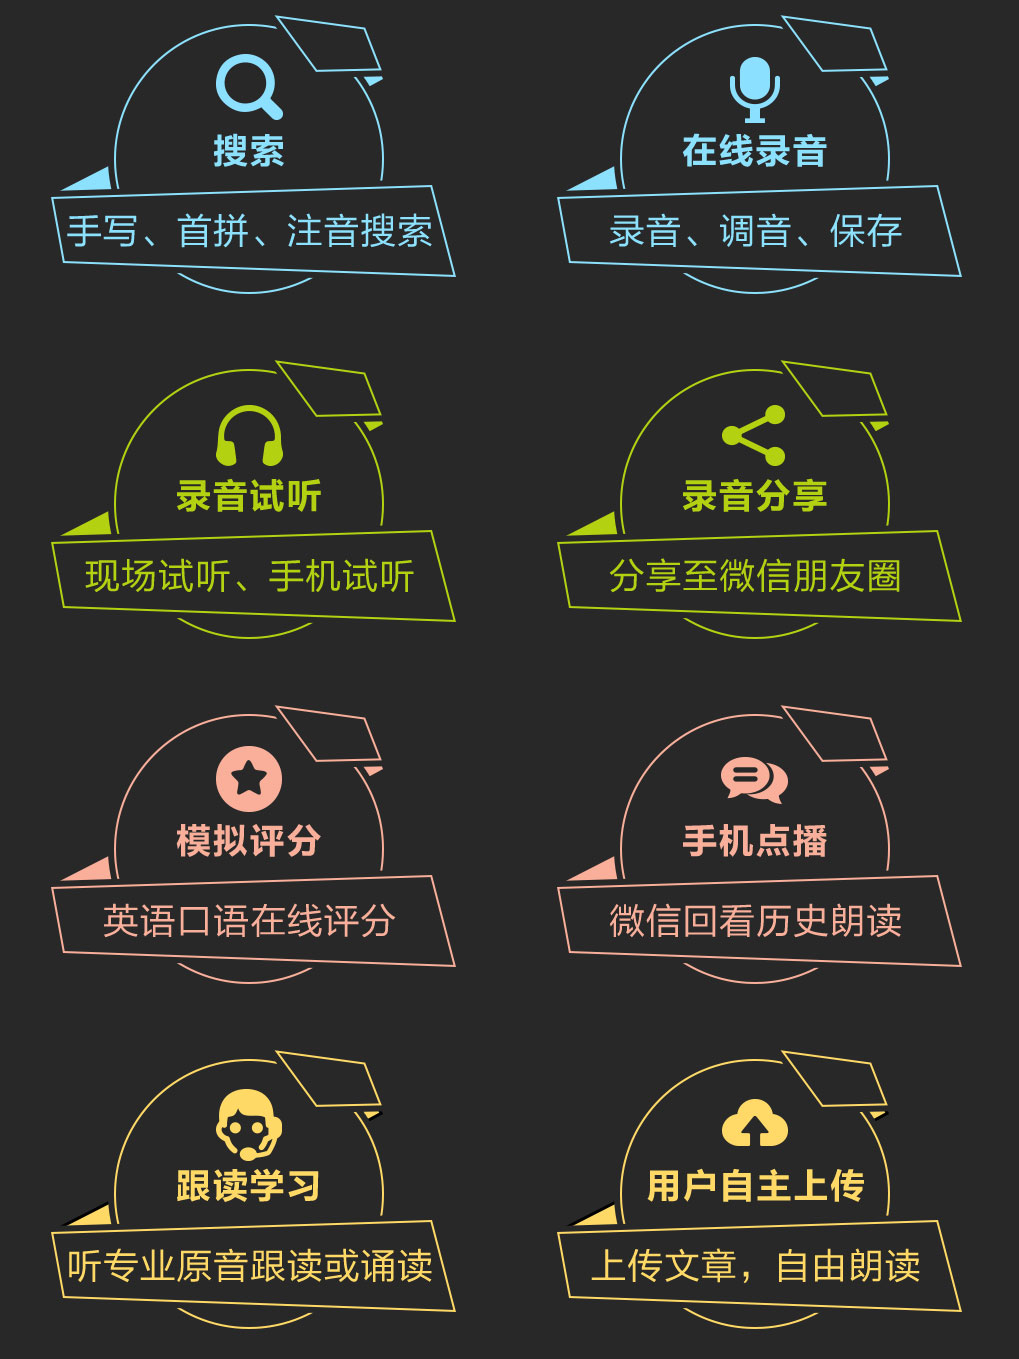 搜索
手写、首拼、注音搜索
在线录音
录音、调音、保存
录音试听
现场试听、手机试听
录音分享
分享至微信朋友圈
模拟评分
英语口语在线评分
手机点播
微信回看历史朗读
跟读学习
听专业原音跟读或诵读
用户自主上传
上传文章，自由朗读